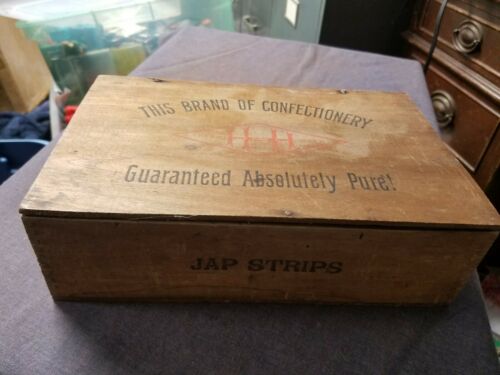 THIS BRAND OF CONFECTIONERY
H-H
Guaranteed Absolutely Pure!
JAP STRIPS